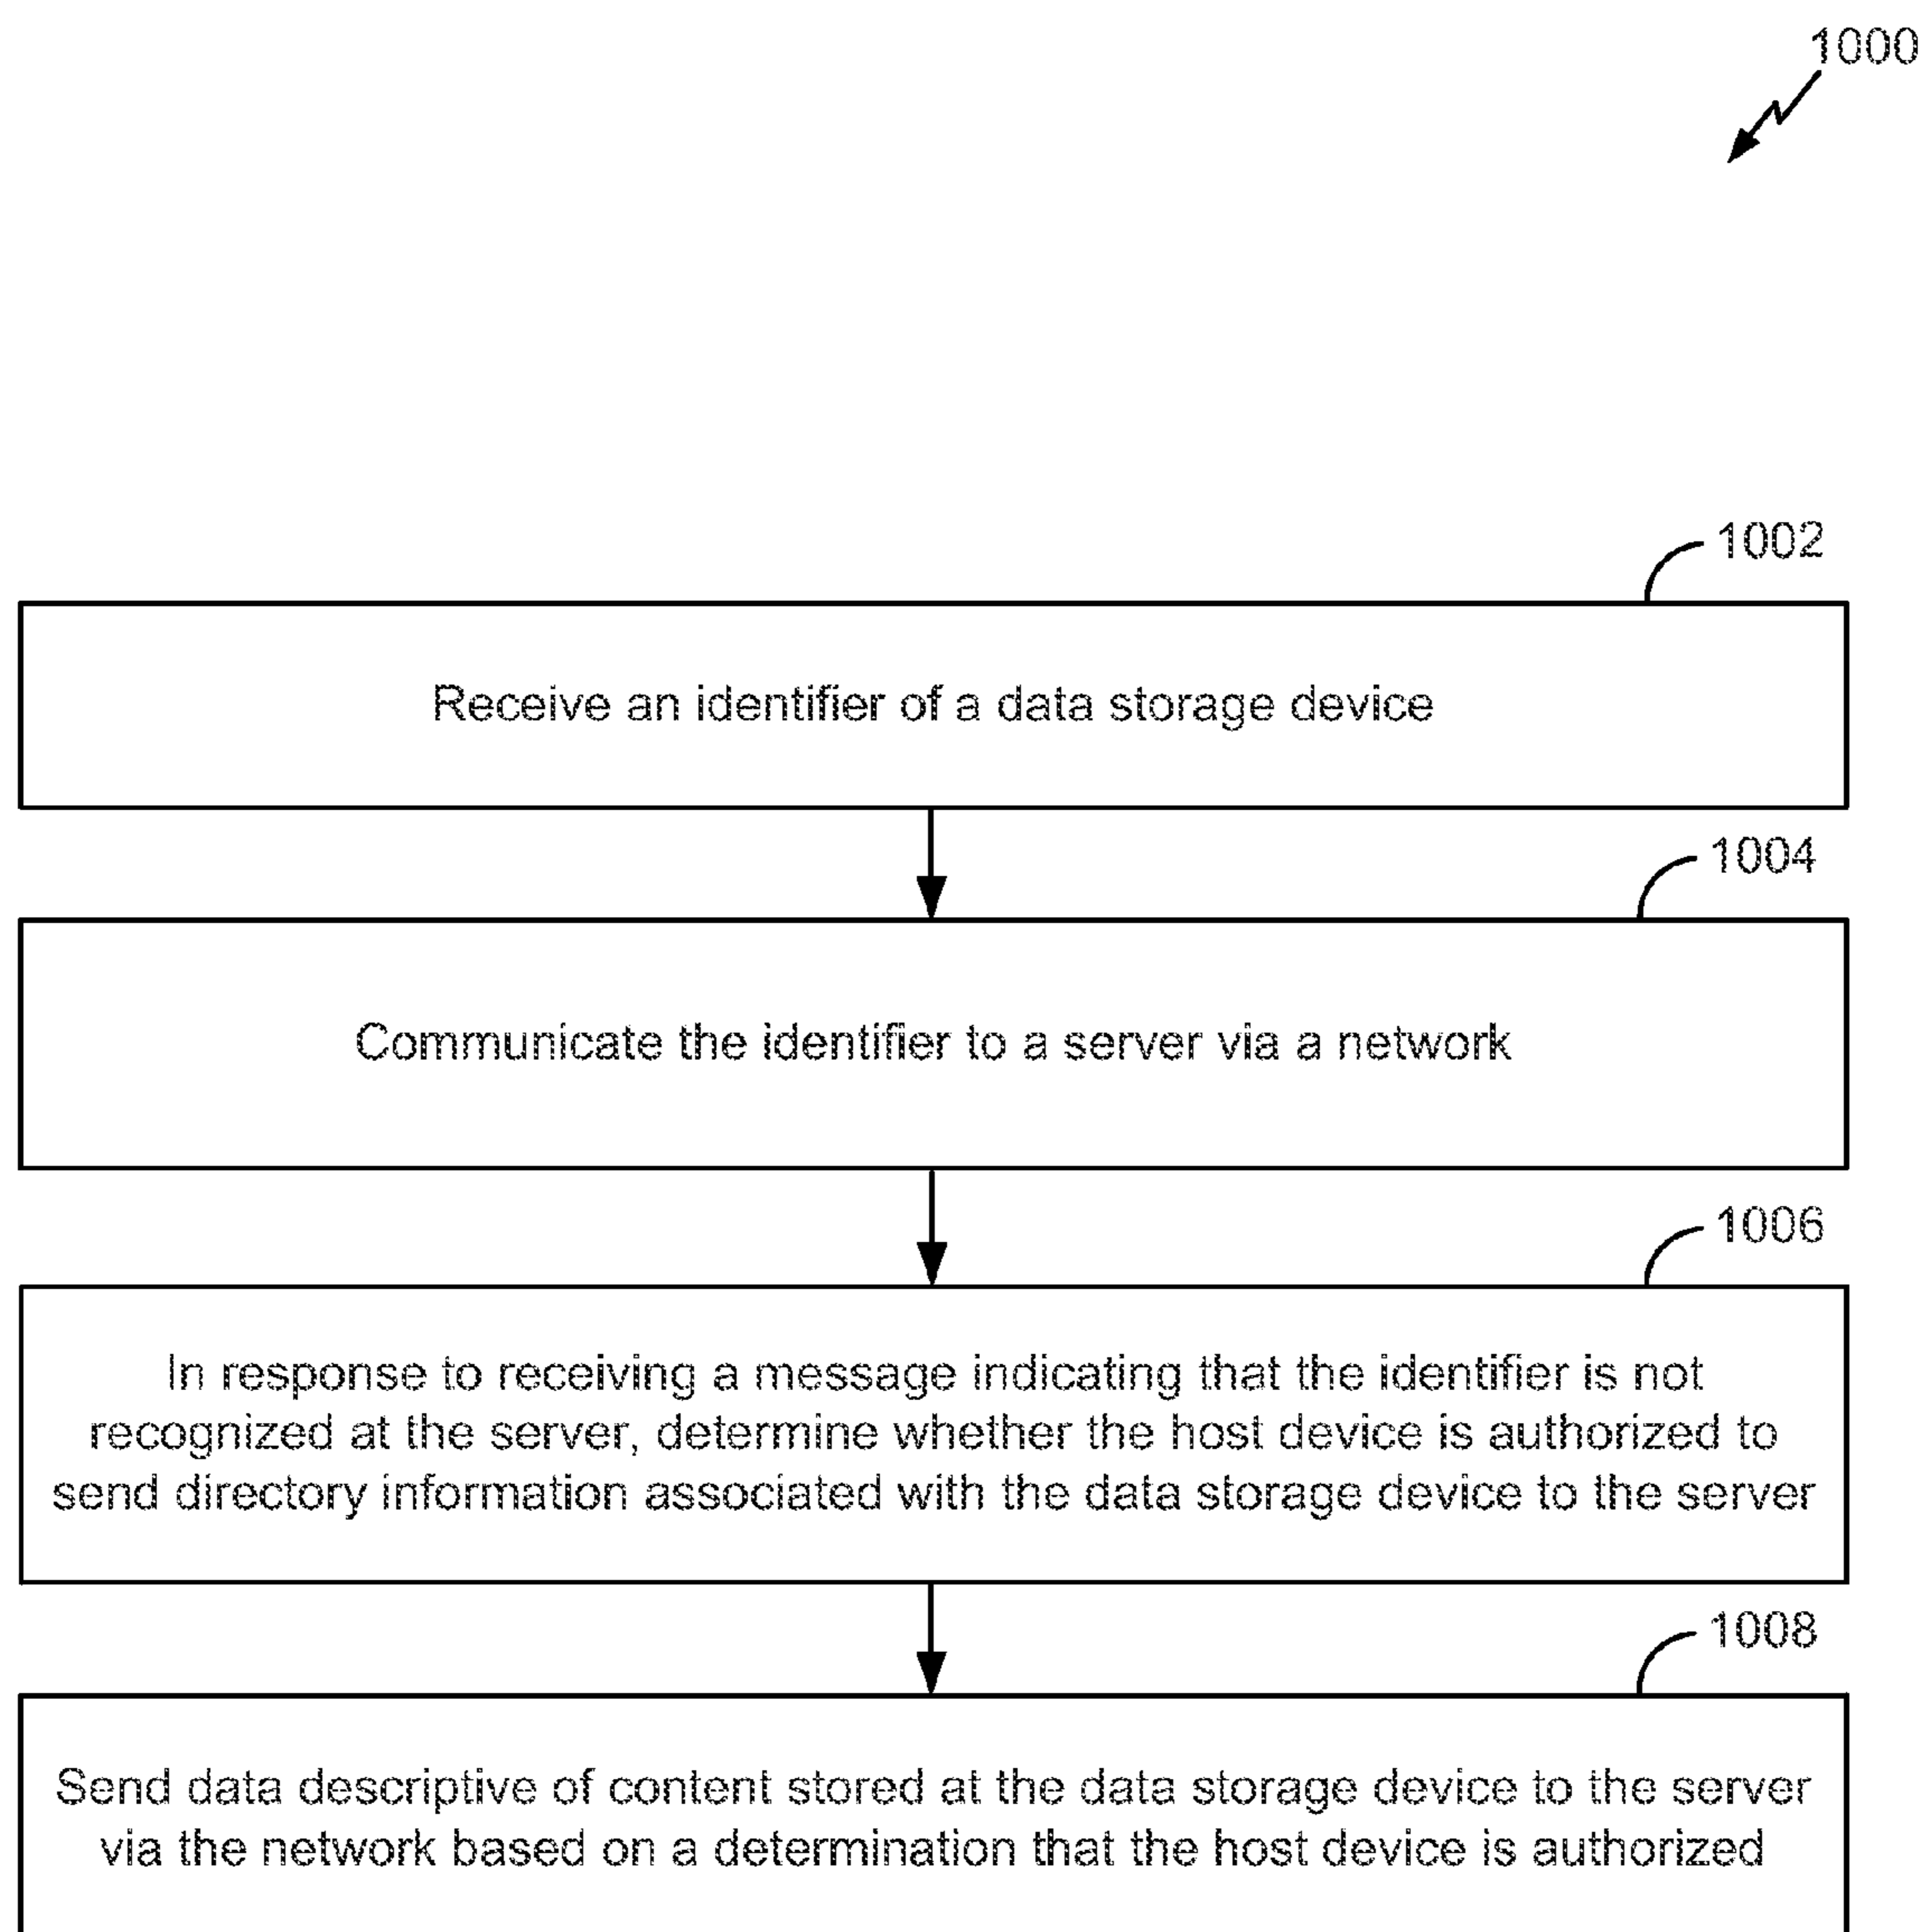 1000
1002
Receive an identifier of a data storage device
1004
Communicate the identifier to a server via a network
1006
In response to receiving a message indicating that the identifier is not
recognized at the server, determine whether the host device is authorized to
send directory information associated with the data storage device to the server
1008
Send data descriptive of content stored at the data storage device to the server
via the network based on a determination that the host device is authorized